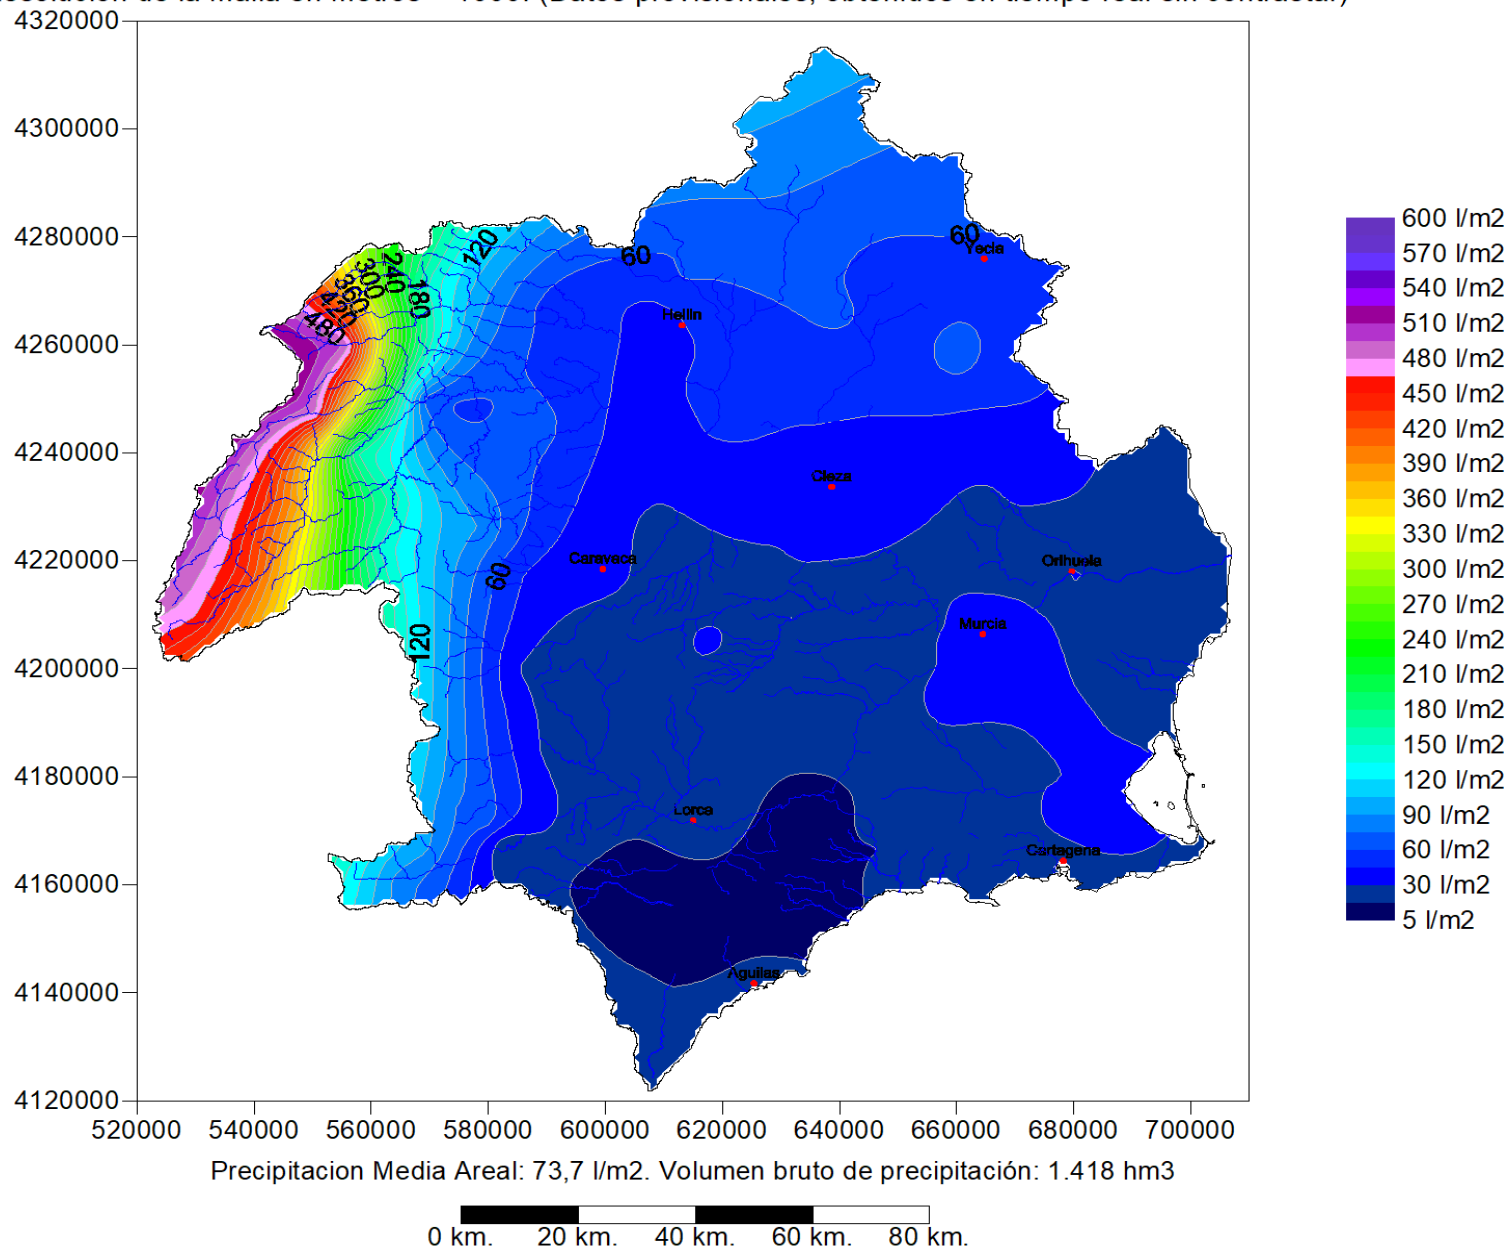 4320000
4300000
4280000
4260000
4240000
4220000
4200000
4180000
4160000
4140000
4120000
520000 540000 560000 580000 600000 620000 640000 660000 680000 700000
120
60
60
Yecla
240
300
360
420
480
180
Hellin
Cieza
Caravaca
60
Orihuela
Murcia
120
Lorca
Cartagena
Aguilas
600 l/m2
570 l/m2
540 l/m2
510 l/m2
480 l/m2
450 l/m2
420 l/m2
390 l/m2
360 l/m2
330 l/m2
300 l/m2
270 l/m2
240 l/m2
210 l/m2
180 l/m2
150 l/m2
120 l/m2
90 l/m2
60 l/m2
30 l/m2
5 l/m2
Precipitacion Media Areal: 73,7 l/m2. Volumen bruto de precipitación: 1.418 hm3
0 km. 20 km. 40 km. 60 km. 80 km.